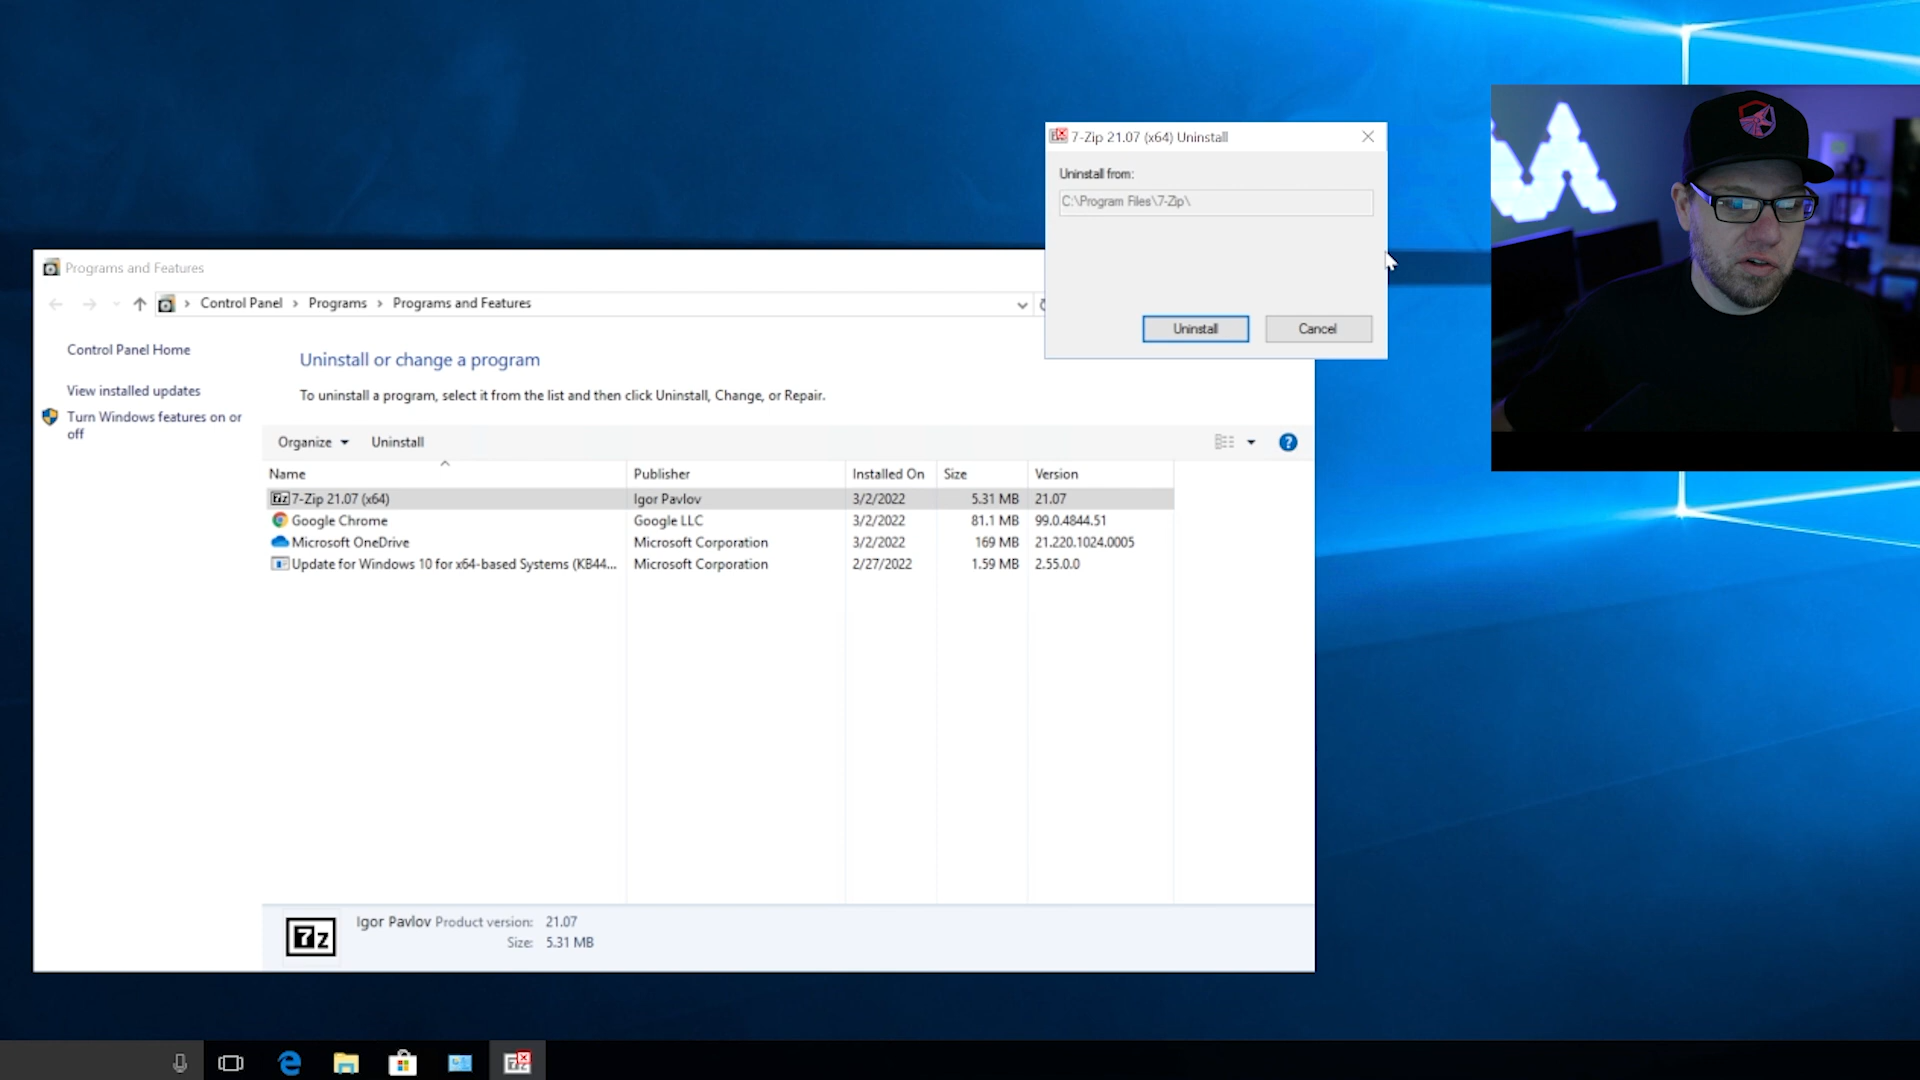 7-Zip 21.07 (x64) Uninstall
Uninstall from:
C:\Program Files\7-Zip\
Uninstall
Cancel
Programs and Features
Control Panel > Programs > Programs and Features
Control Panel Home
View installed updates
Turn Windows features on or
off
Uninstall or change a program
To uninstall a program, select it from the list and then click Uninstall, Change, or Repair.
Organize Uninstall
Name Publisher Installed On Size Version
7-Zip 21.07 (x64) Igor Pavlov 3/2/2022 5.31 MB 21.07
Google Chrome Google LLC 3/2/2022 81.1 MB 99.0.4844.51
Microsoft OneDrive Microsoft Corporation 3/2/2022 169 MB 21.220.1024.0005
Update for Windows 10 for x64-based Systems (KB44... Microsoft Corporation 2/27/2022 1.59 MB 2.55.0.0
7z
Igor Pavlov Product version: 21.07
Size: 5.31 MB